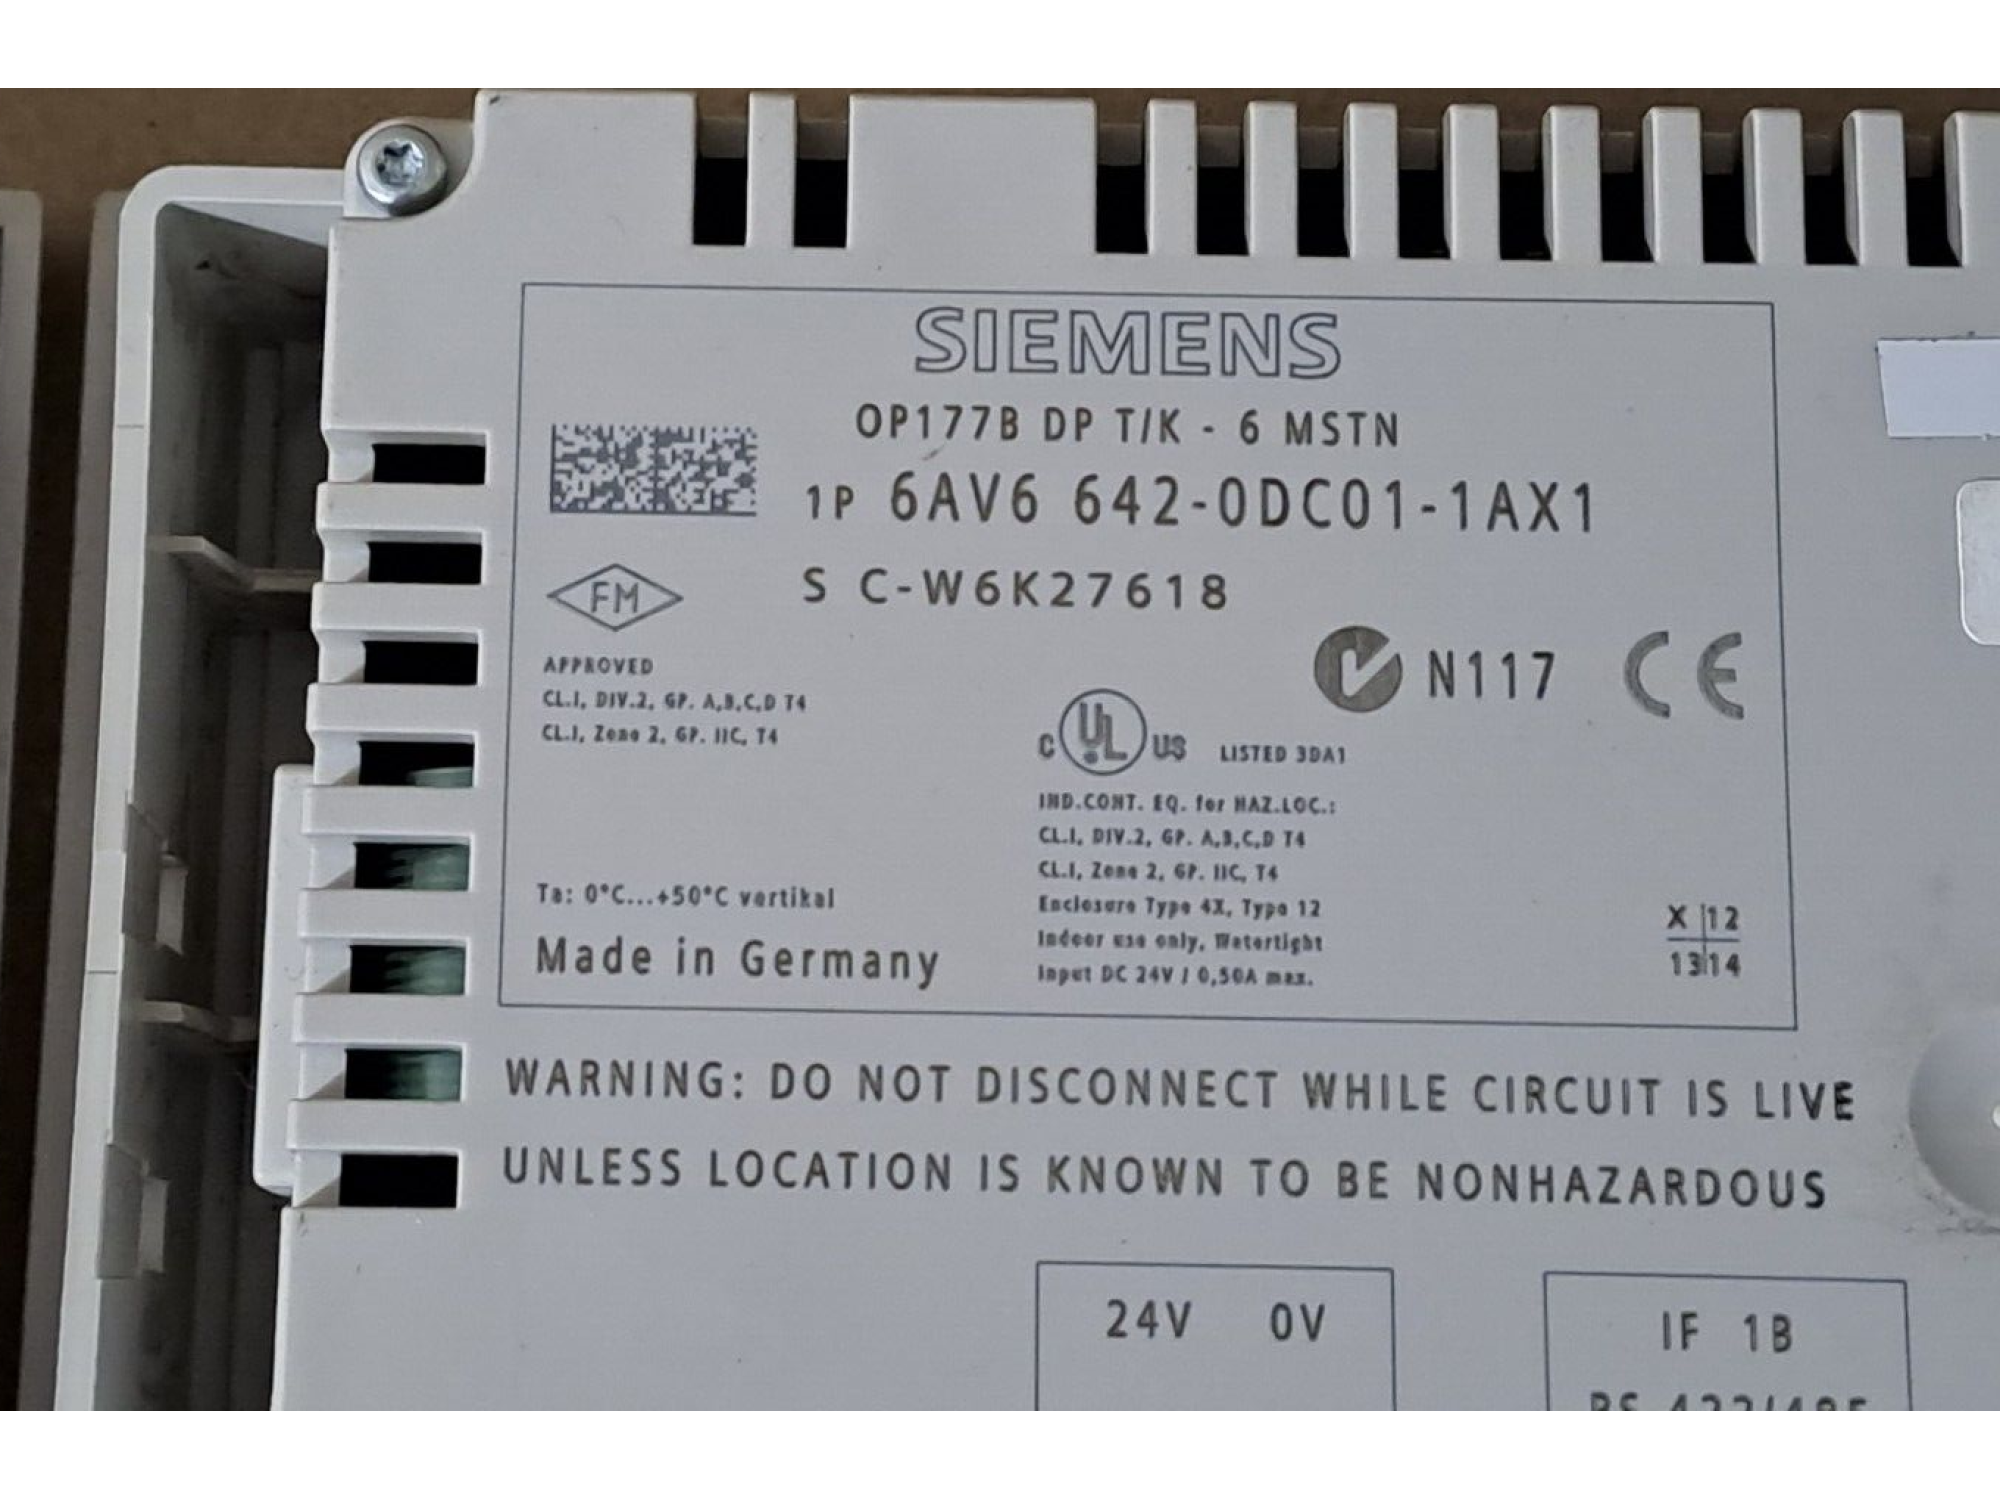 SIEMENS
OP177B DP T/K - 6 MSTN
1P 6AV6 642-0DC01-1AX1
S C-W6K27618
FM
APPROVED
CL.I, DIV.2, GP. A,B,C,D T4
CL.I, Zone 2, GP. IIC, T4
N117 CE
C UL US LISTED 3DA1
IND.CONT. EQ. for HAZ.LOC.:
CL.I, DIV.2, GP. A,B,C,D T4
CL.I, Zone 2, GP. IIC, T4
Enclosure Type 4X, Type 12
Indoor use only, Watertight
Input DC 24V / 0,50A max.
Ta: 0°C...+50°C vertikal
Made in Germany
X 12
13 14
WARNING: DO NOT DISCONNECT WHILE CIRCUIT IS LIVE
UNLESS LOCATION IS KNOWN TO BE NONHAZARDOUS
24V 0V
IF 1B
RS 422/485